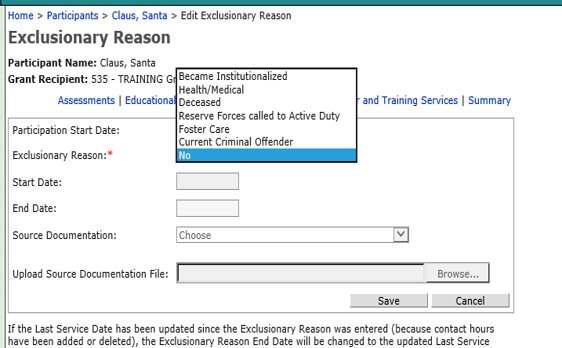 Home > Participants > Claus, Santa > Edit Exclusionary Reason
Exclusionary Reason
Participant Name: Claus, Santa
Grant Recipient: 535 - TRAINING
Became Institutionalized
Health/Medical
Deceased
Reserve Forces called to Active Duty
Foster Care
Current Criminal Offender
No
Assessments | Educational and Training Services | Summary
Participation Start Date:
Exclusionary Reason:*
Start Date:
End Date:
Source Documentation: Choose
Upload Source Documentation File: Browse...
Save Cancel
If the Last Service Date has been updated since the Exclusionary Reason was entered (because contact hours
have been added or deleted), the Exclusionary Reason End Date will be changed to the updated Last Service